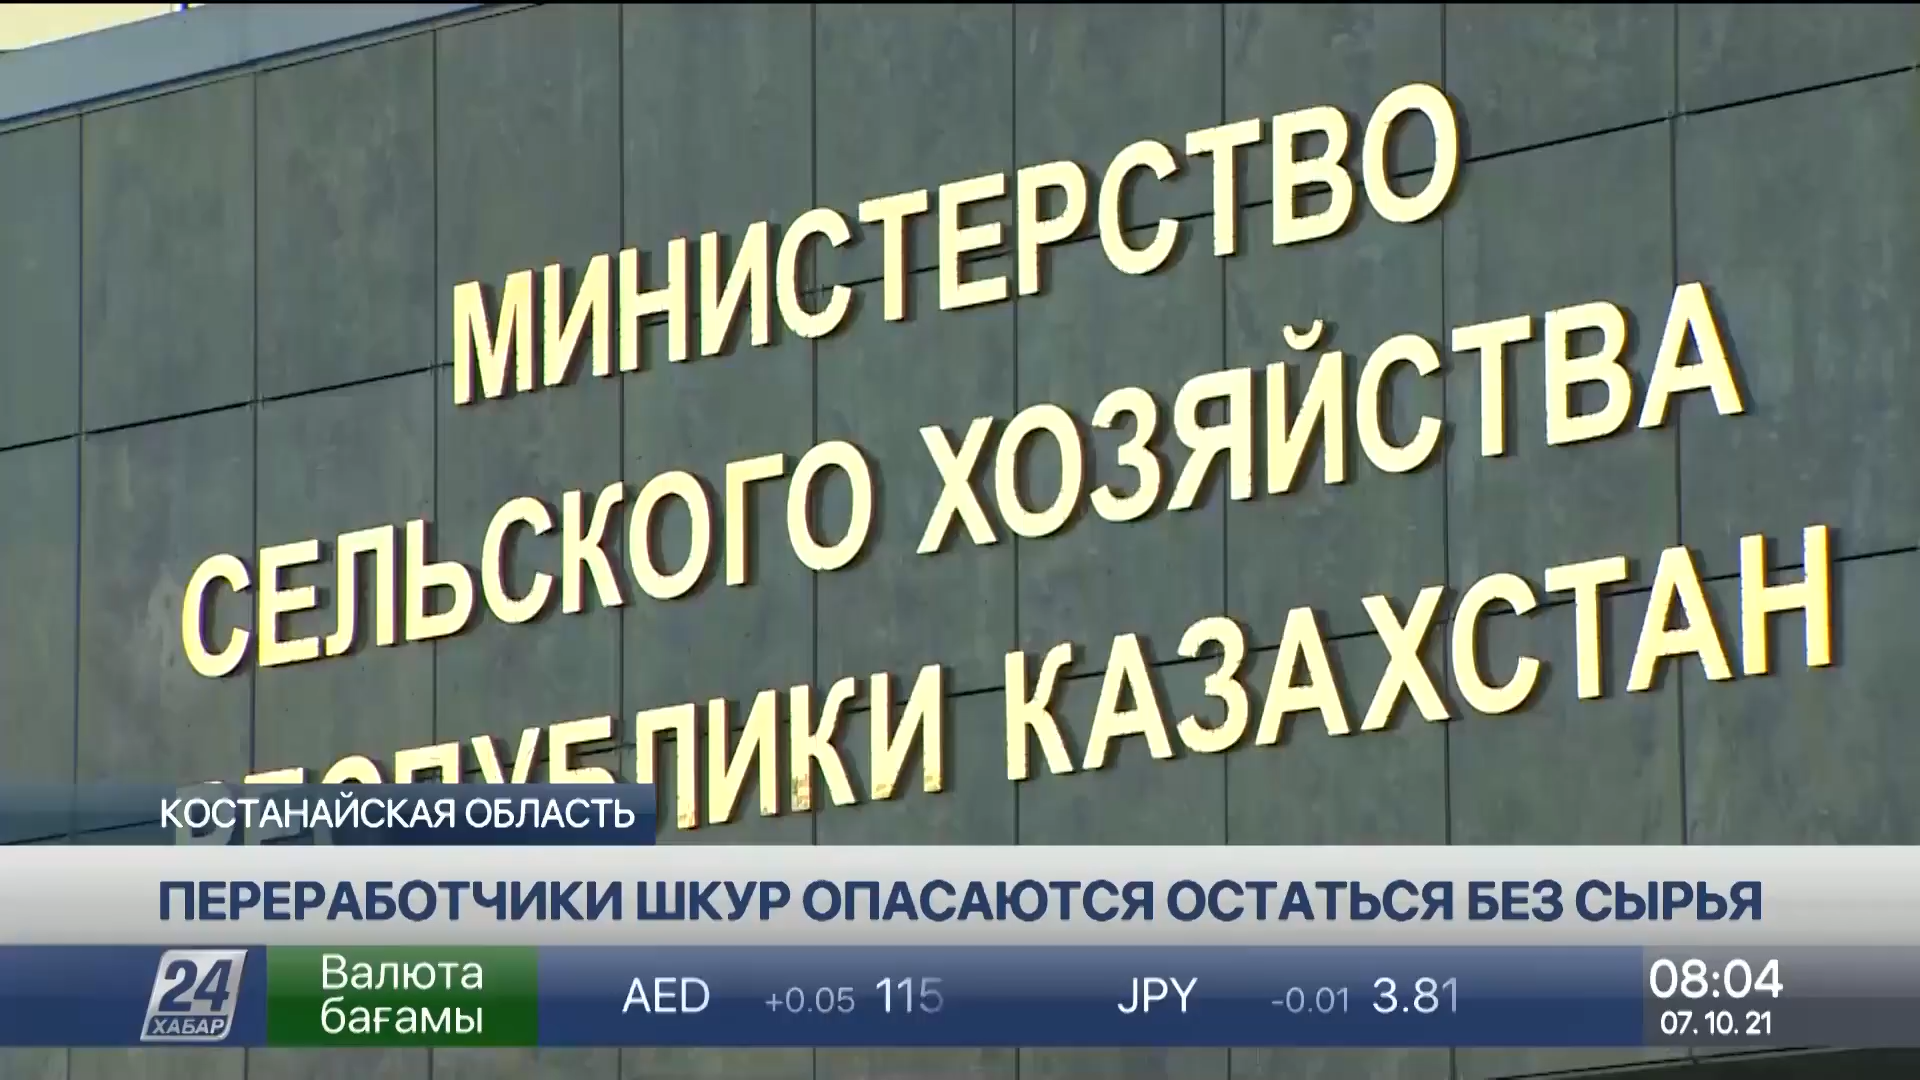 МИНИСТЕРСТВО
СЕЛЬСКОГО ХОЗЯЙСТВА
РЕСПУБЛИКИ КАЗАХСТАН
КОСТАНАЙСКАЯ ОБЛАСТЬ
ПЕРЕРАБОТЧИКИ ШКУР ОПАСАЮТСЯ ОСТАТЬСЯ БЕЗ СЫРЬЯ
24
ХАБАР
Валюта
бағамы
AED +0.05 115 JPY -0.01 3.81
08:04
07. 10. 21